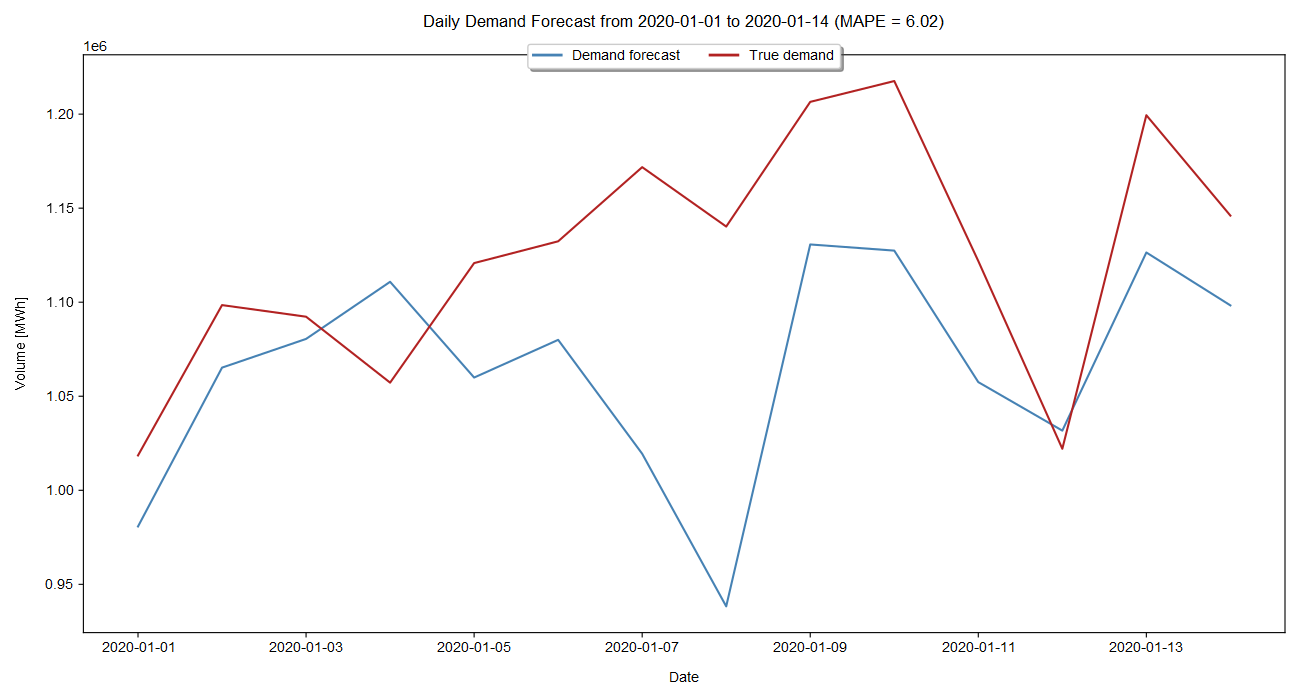 Daily Demand Forecast from 2020-01-01 to 2020-01-14 (MAPE = 6.02)
1e6
Demand forecast
True demand
1.20
1.15
1.10
1.05
1.00
0.95
Volume [MWh]
2020-01-01
2020-01-03
2020-01-05
2020-01-07
2020-01-09
2020-01-11
2020-01-13
Date